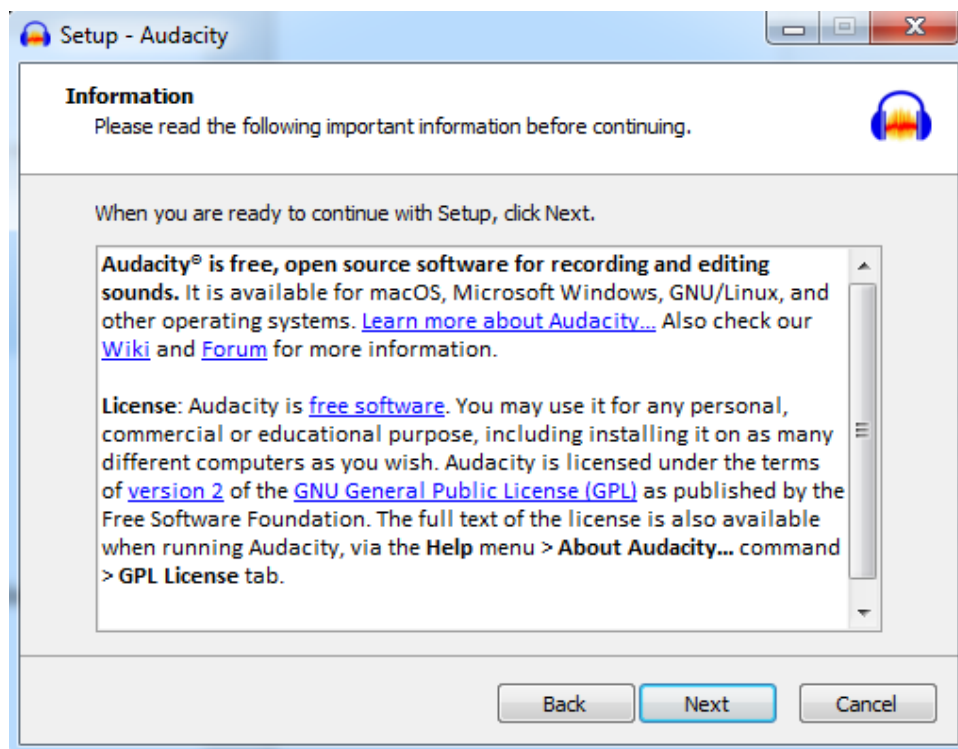 Setup - Audacity
Information
Please read the following important information before continuing.
When you are ready to continue with Setup, click Next.
Audacity® is free, open source software for recording and editing
sounds. It is available for macOS, Microsoft Windows, GNU/Linux, and
other operating systems. Learn more about Audacity... Also check our
Wiki and Forum for more information.
License: Audacity is free software. You may use it for any personal,
commercial or educational purpose, including installing it on as many
different computers as you wish. Audacity is licensed under the terms
of version 2 of the GNU General Public License (GPL) as published by the
Free Software Foundation. The full text of the license is also available
when running Audacity, via the Help menu > About Audacity... command
> GPL License tab.
Back Next Cancel